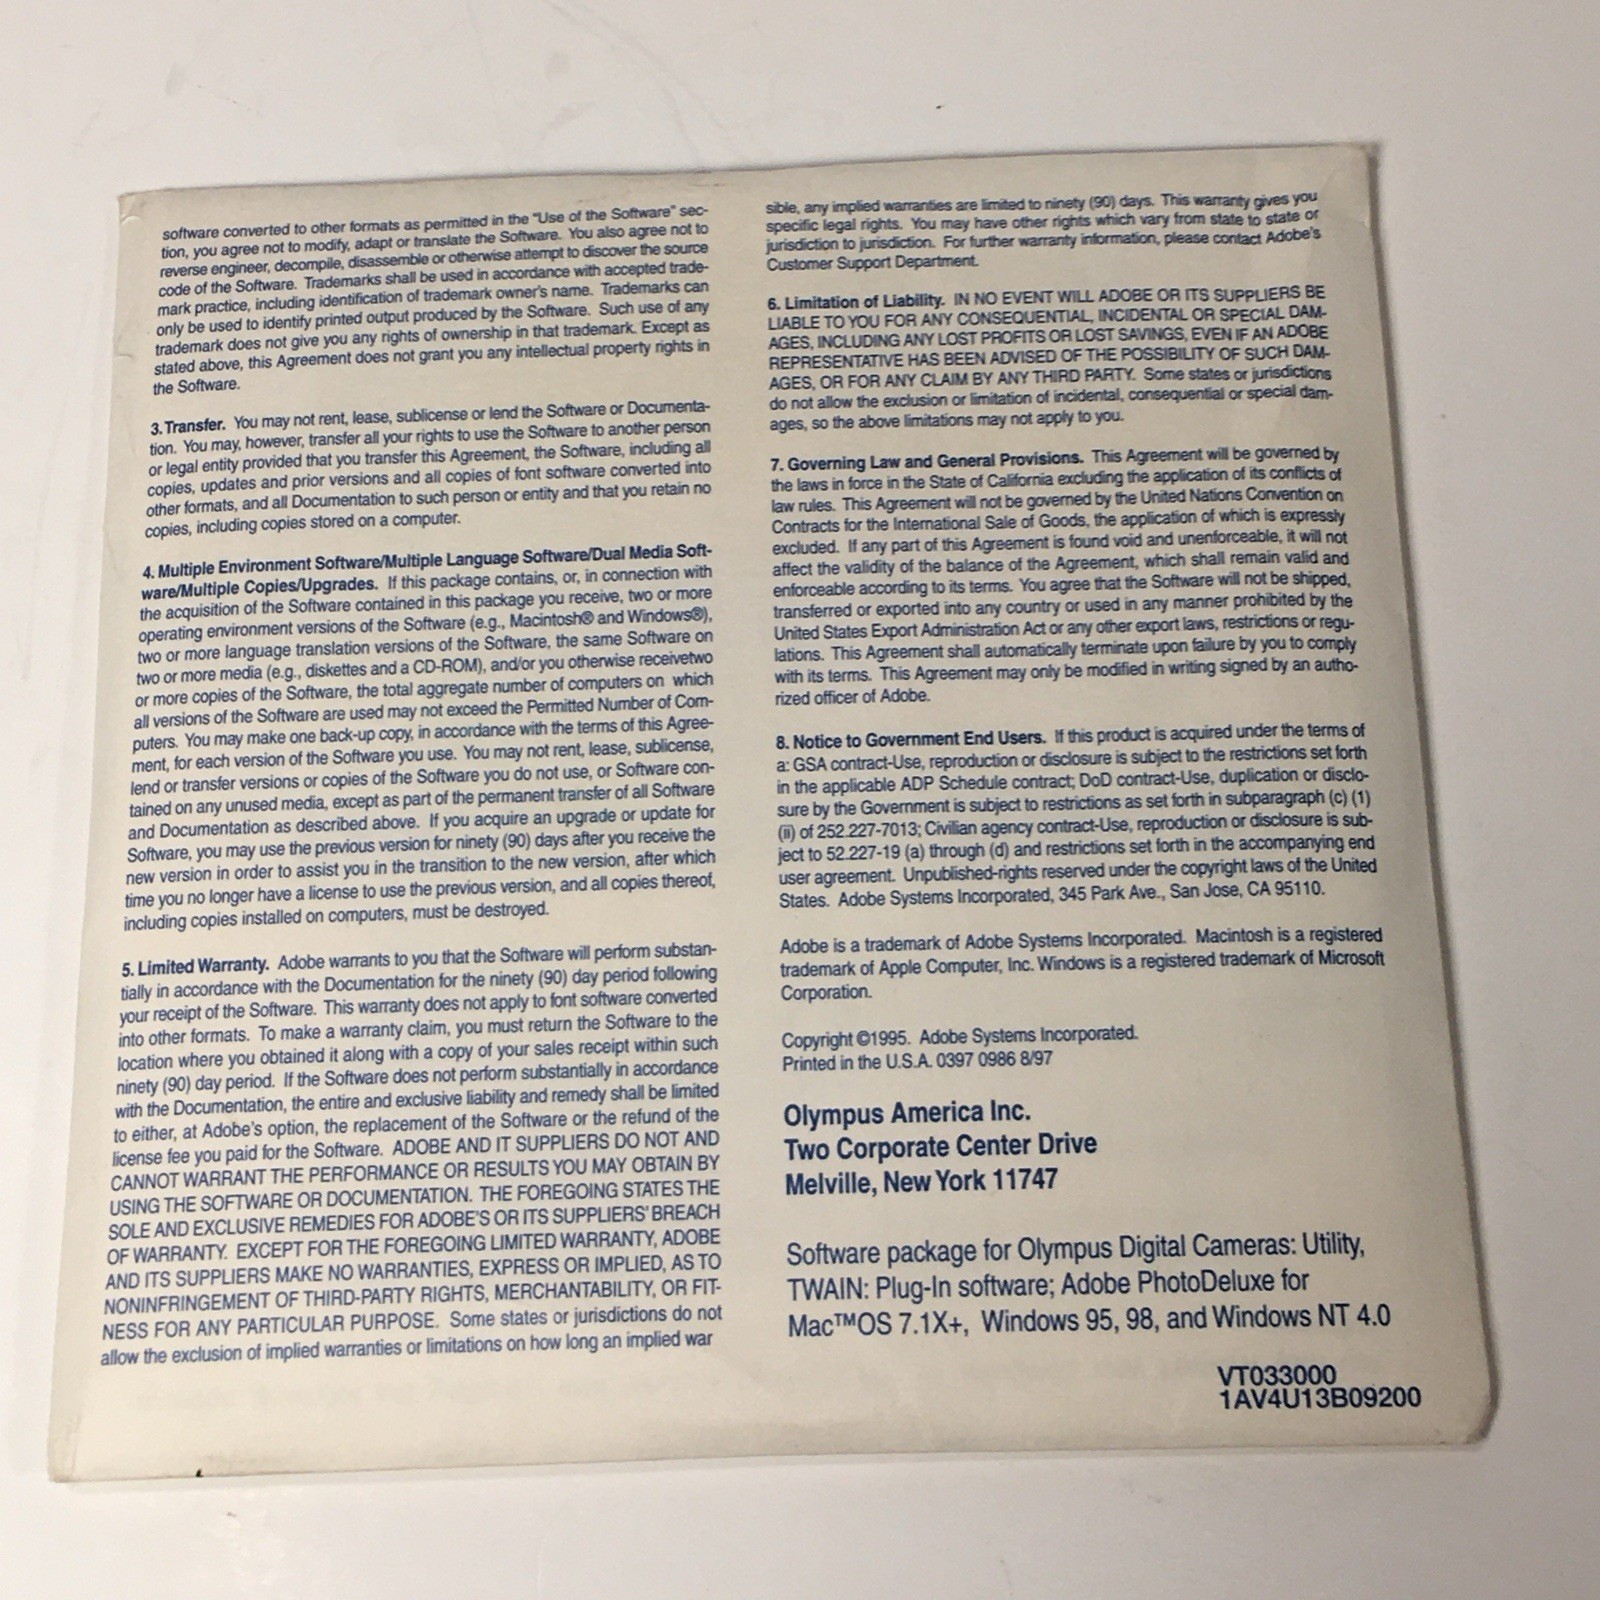 software converted to other formats as permitted in the "Use of the Software" sec-
tion, you agree not to modify, adapt or translate the Software. You also agree not to
reverse engineer, decompile, disassemble or otherwise attempt to discover the source
code of the Software. Trademarks shall be used in accordance with accepted trade-
mark practice, including identification of trademark owner's name. Trademarks can
only be used to identify printed output produced by the Software. Such use of any
trademark does not give you any rights of ownership in that trademark. Except as
stated above, this Agreement does not grant you any intellectual property rights in
the Software.
3. Transfer. You may not rent, lease, sublicense or lend the Software or Documenta-
tion. You may, however, transfer all your rights to use the Software to another person
or legal entity provided that you transfer this Agreement, the Software, including all
copies, updates and prior versions and all copies of font software converted into
other formats, and all Documentation to such person or entity and that you retain no
copies, including copies stored on a computer.
4. Multiple Environment Software/Multiple Language Software/Dual Media Soft-
ware/Multiple Copies/Upgrades. If this package contains, or, in connection with
the acquisition of the Software contained in this package you receive, two or more
operating environment versions of the Software (e.g., Macintosh® and Windows®),
two or more language translation versions of the Software, the same Software on
two or more media (e.g., diskettes and a CD-ROM), and/or you otherwise receivetwo
or more copies of the Software, the total aggregate number of computers on which
all versions of the Software are used may not exceed the Permitted Number of Com-
puters. You may make one back-up copy, in accordance with the terms of this Agree-
ment, for each version of the Software you use. You may not rent, lease, sublicense,
lend or transfer versions or copies of the Software you do not use, or Software con-
tained on any unused media, except as part of the permanent transfer of all Software
and Documentation as described above. If you acquire an upgrade or update for
Software, you may use the previous version for ninety (90) days after you receive the
new version in order to assist you in the transition to the new version, after which
time you no longer have a license to use the previous version, and all copies thereof,
including copies installed on computers, must be destroyed.
5. Limited Warranty. Adobe warrants to you that the Software will perform substan-
tially in accordance with the Documentation for the ninety (90) day period following
your receipt of the Software. This warranty does not apply to font software converted
into other formats. To make a warranty claim, you must return the Software to the
location where you obtained it along with a copy of your sales receipt within such
ninety (90) day period. If the Software does not perform substantially in accordance
with the Documentation, the entire and exclusive liability and remedy shall be limited
to either, at Adobe's option, the replacement of the Software or the refund of the
license fee you paid for the Software. ADOBE AND IT SUPPLIERS DO NOT AND
CANNOT WARRANT THE PERFORMANCE OR RESULTS YOU MAY OBTAIN BY
USING THE SOFTWARE OR DOCUMENTATION. THE FOREGOING STATES THE
SOLE AND EXCLUSIVE REMEDIES FOR ADOBE'S OR ITS SUPPLIERS' BREACH
OF WARRANTY. EXCEPT FOR THE FOREGOING LIMITED WARRANTY, ADOBE
AND ITS SUPPLIERS MAKE NO WARRANTIES, EXPRESS OR IMPLIED, AS TO
NONINFRINGEMENT OF THIRD-PARTY RIGHTS, MERCHANTABILITY, OR FIT-
NESS FOR ANY PARTICULAR PURPOSE. Some states or jurisdictions do not
allow the exclusion of implied warranties or limitations on how long an implied war
sible, any implied warranties are limited to ninety (90) days. This warranty gives you
specific legal rights. You may have other rights which vary from state to state or
jurisdiction to jurisdiction. For further warranty information, please contact Adobe's
Customer Support Department.
6. Limitation of Liability. IN NO EVENT WILL ADOBE OR ITS SUPPLIERS BE
LIABLE TO YOU FOR ANY CONSEQUENTIAL, INCIDENTAL OR SPECIAL DAM-
AGES, INCLUDING ANY LOST PROFITS OR LOST SAVINGS, EVEN IF AN ADOBE
REPRESENTATIVE HAS BEEN ADVISED OF THE POSSIBILITY OF SUCH DAM-
AGES, OR FOR ANY CLAIM BY ANY THIRD PARTY. Some states or jurisdictions
do not allow the exclusion or limitation of incidental, consequential or special dam-
ages, so the above limitations may not apply to you.
7. Governing Law and General Provisions. This Agreement will be governed by
the laws in force in the State of California excluding the application of its conflicts of
law rules. This Agreement will not be governed by the United Nations Convention on
Contracts for the International Sale of Goods, the application of which is expressly
excluded. If any part of this Agreement is found void and unenforceable, it will not
affect the validity of the balance of the Agreement, which shall remain valid and
enforceable according to its terms. You agree that the Software will not be shipped,
transferred or exported into any country or used in any manner prohibited by the
United States Export Administration Act or any other export laws, restrictions or regu-
lations. This Agreement shall automatically terminate upon failure by you to comply
with its terms. This Agreement may only be modified in writing signed by an autho-
rized officer of Adobe.
8. Notice to Government End Users. If this product is acquired under the terms of
a: GSA contract-Use, reproduction or disclosure is subject to the restrictions set forth
in the applicable ADP Schedule contract; DoD contract-Use, duplication or disclo-
sure by the Government is subject to restrictions as set forth in subparagraph (c) (1)
(ii) of 252.227-7013; Civilian agency contract-Use, reproduction or disclosure is sub-
ject to 52.227-19 (a) through (d) and restrictions set forth in the accompanying end
user agreement. Unpublished-rights reserved under the copyright laws of the United
States. Adobe Systems Incorporated, 345 Park Ave., San Jose, CA 95110.
Adobe is a trademark of Adobe Systems Incorporated. Macintosh is a registered
trademark of Apple Computer, Inc. Windows is a registered trademark of Microsoft
Corporation.
Copyright ©1995. Adobe Systems Incorporated.
Printed in the U.S.A. 0397 0986 8/97
Olympus America Inc.
Two Corporate Center Drive
Melville, New York 11747
Software package for Olympus Digital Cameras: Utility,
TWAIN: Plug-In software; Adobe PhotoDeluxe for
Mac™OS 7.1X+, Windows 95, 98, and Windows NT 4.0
VT033000
1AV4U13B09200